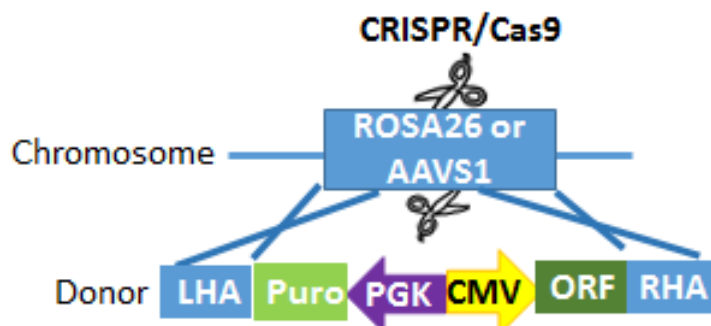 CRISPR/Cas9
Chromosome
ROSA26 or
AAVS1
Donor LHA Puro PGK CMV ORF RHA